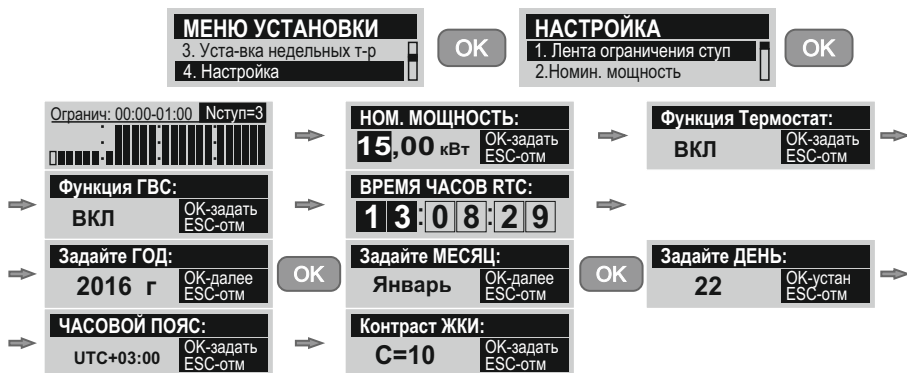 МЕНЮ УСТАНОВКИ
3. Уста-вка недельных т-р
4. Настройка
OK
НАСТРОЙКА
1. Лента ограничения ступ
2.Номин. мощность
OK
Огранич: 00:00-01:00 Nступ=3
НОМ. МОЩНОСТЬ:
15,00 кВт
OK-задать
ESC-отм
Функция Термостат:
ВКЛ
OK-задать
ESC-отм
Функция ГВС:
ВКЛ
OK-задать
ESC-отм
ВРЕМЯ ЧАСОВ RTC:
13:08:29
Задайте ГОД:
2016 г
OK-далее
ESC-отм
OK
Задайте МЕСЯЦ:
Январь
OK-далее
ESC-отм
OK
Задайте ДЕНЬ:
22
OK-устан
ESC-отм
ЧАСОВОЙ ПОЯС:
UTC+03:00
OK-задать
ESC-отм
Контраст ЖКИ:
C=10
OK-задать
ESC-отм